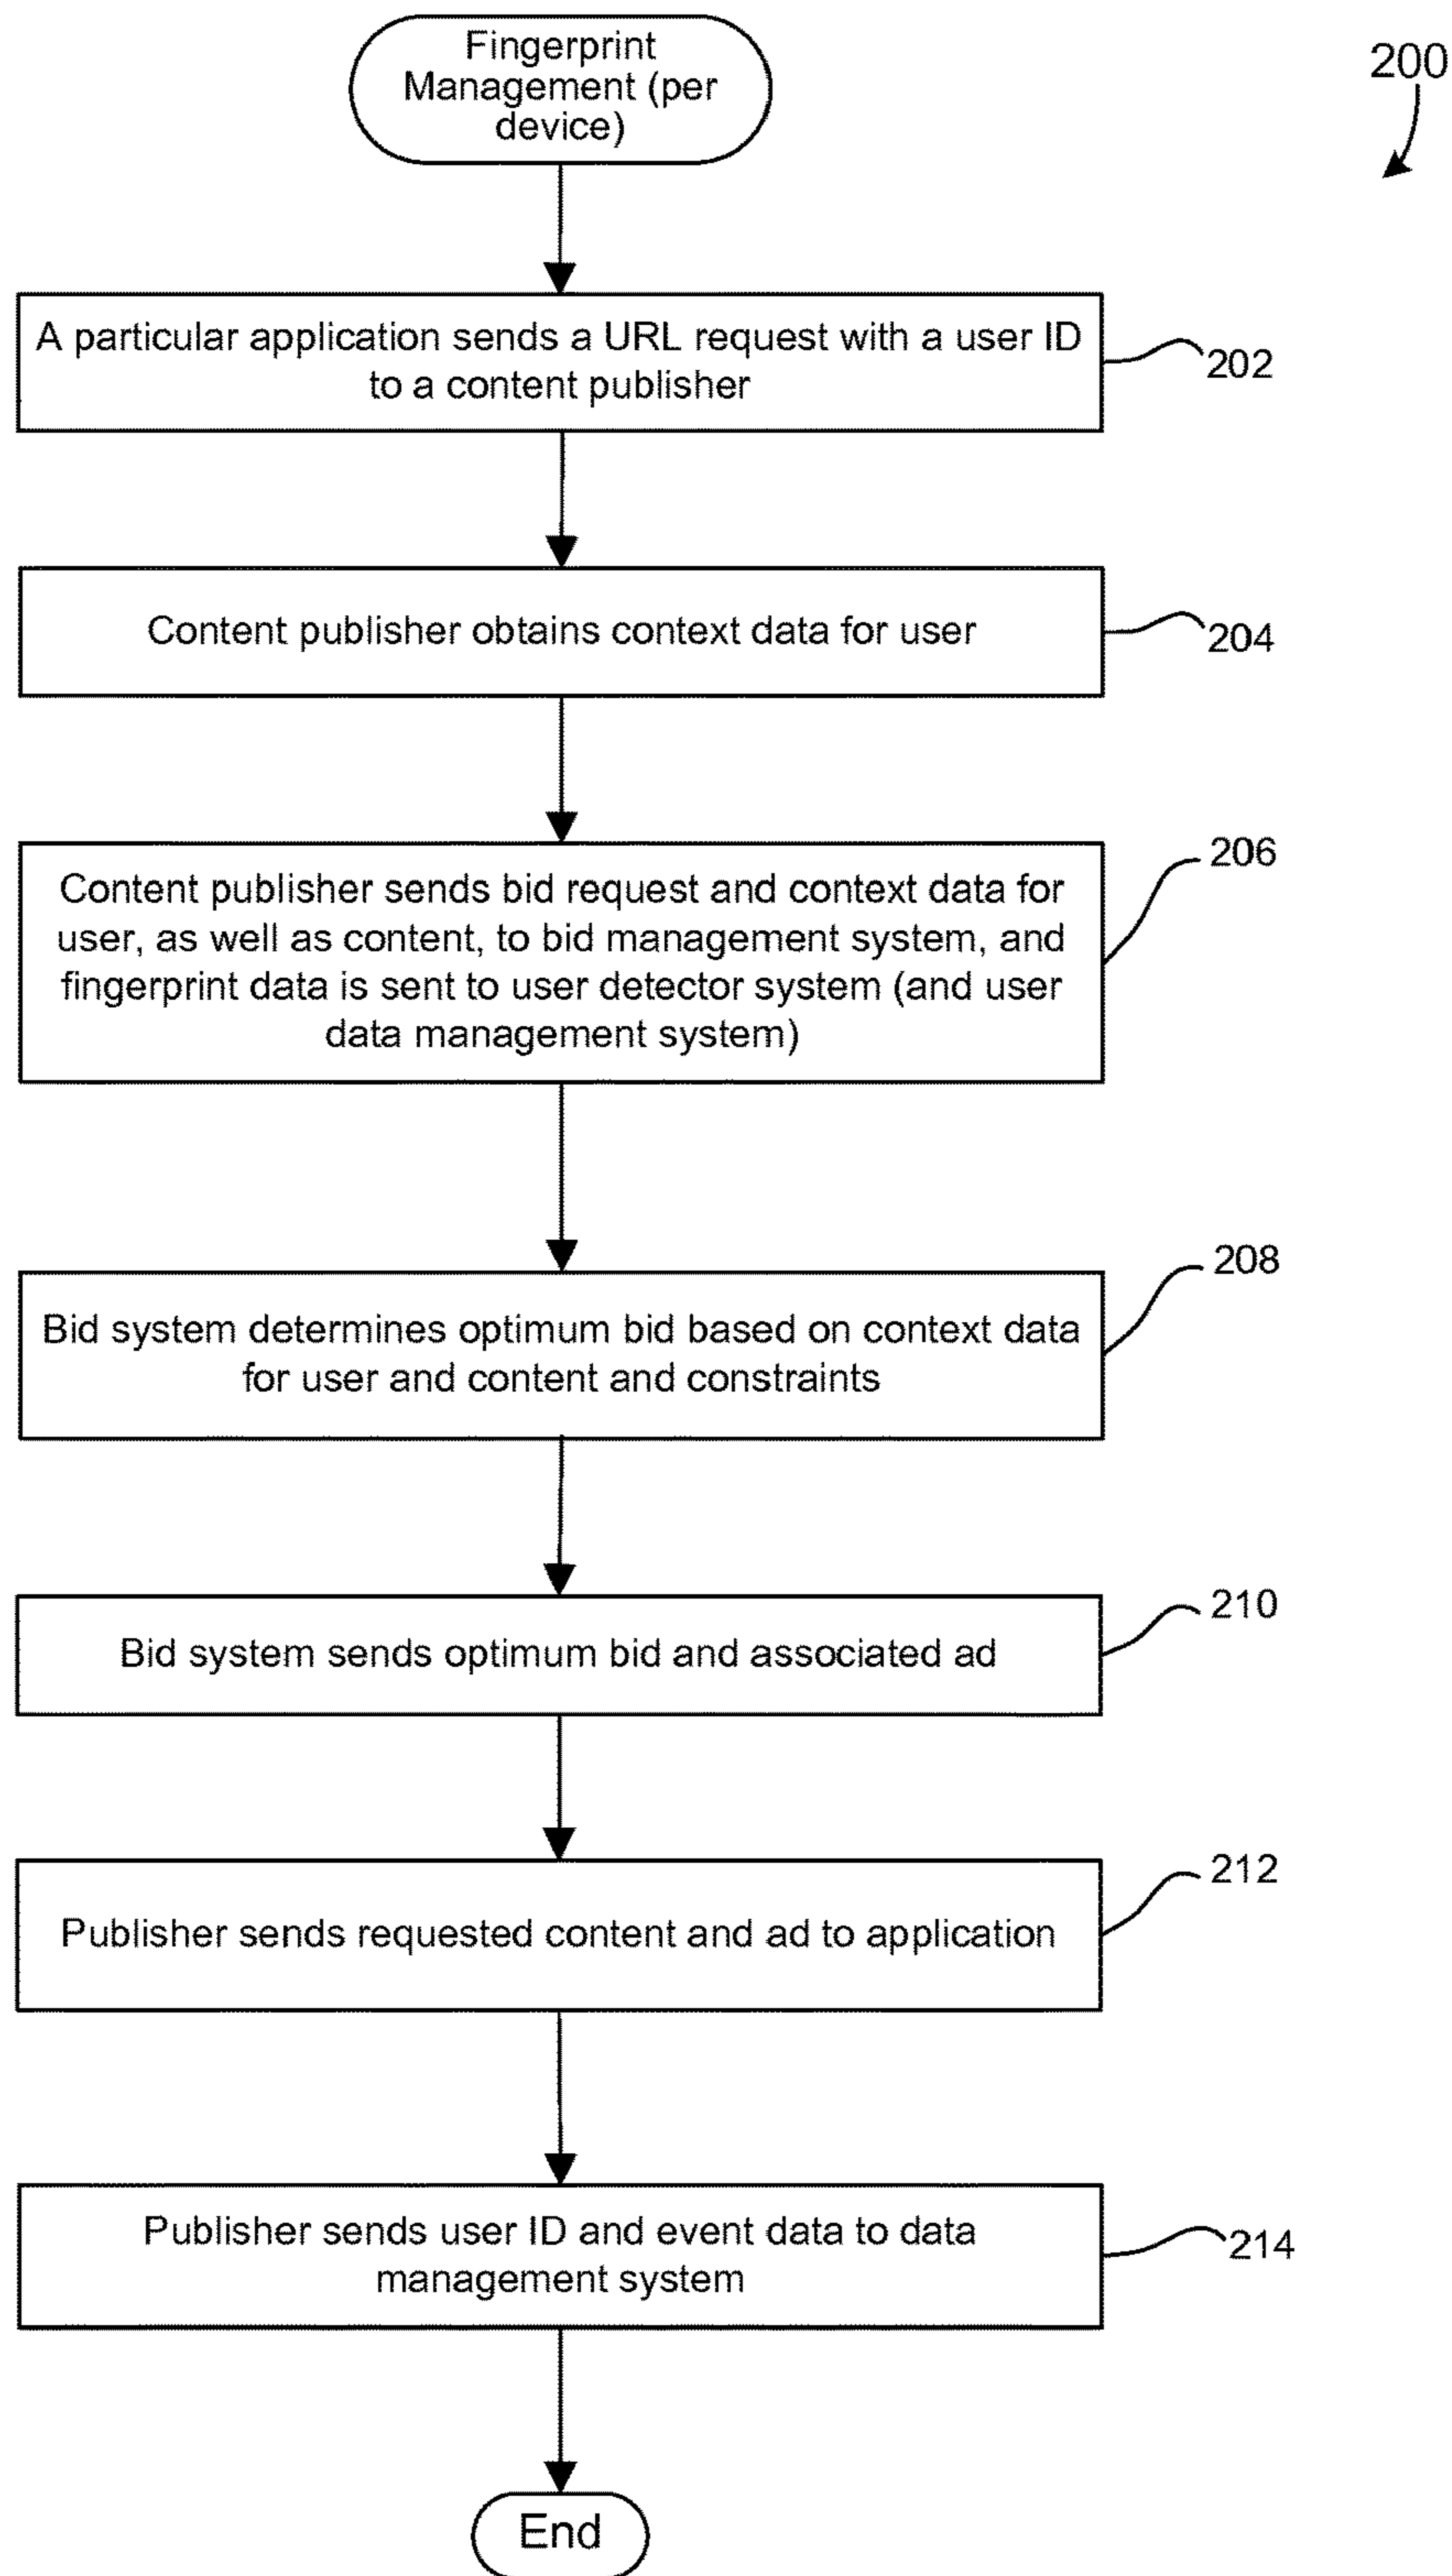 Fingerprint
Management (per
device)
200
A particular application sends a URL request with a user ID
to a content publisher
202
Content publisher obtains context data for user
204
Content publisher sends bid request and context data for
user, as well as content, to bid management system, and
fingerprint data is sent to user detector system (and user
data management system)
206
Bid system determines optimum bid based on context data
for user and content and constraints
208
Bid system sends optimum bid and associated ad
210
Publisher sends requested content and ad to application
212
Publisher sends user ID and event data to data
management system
214
End